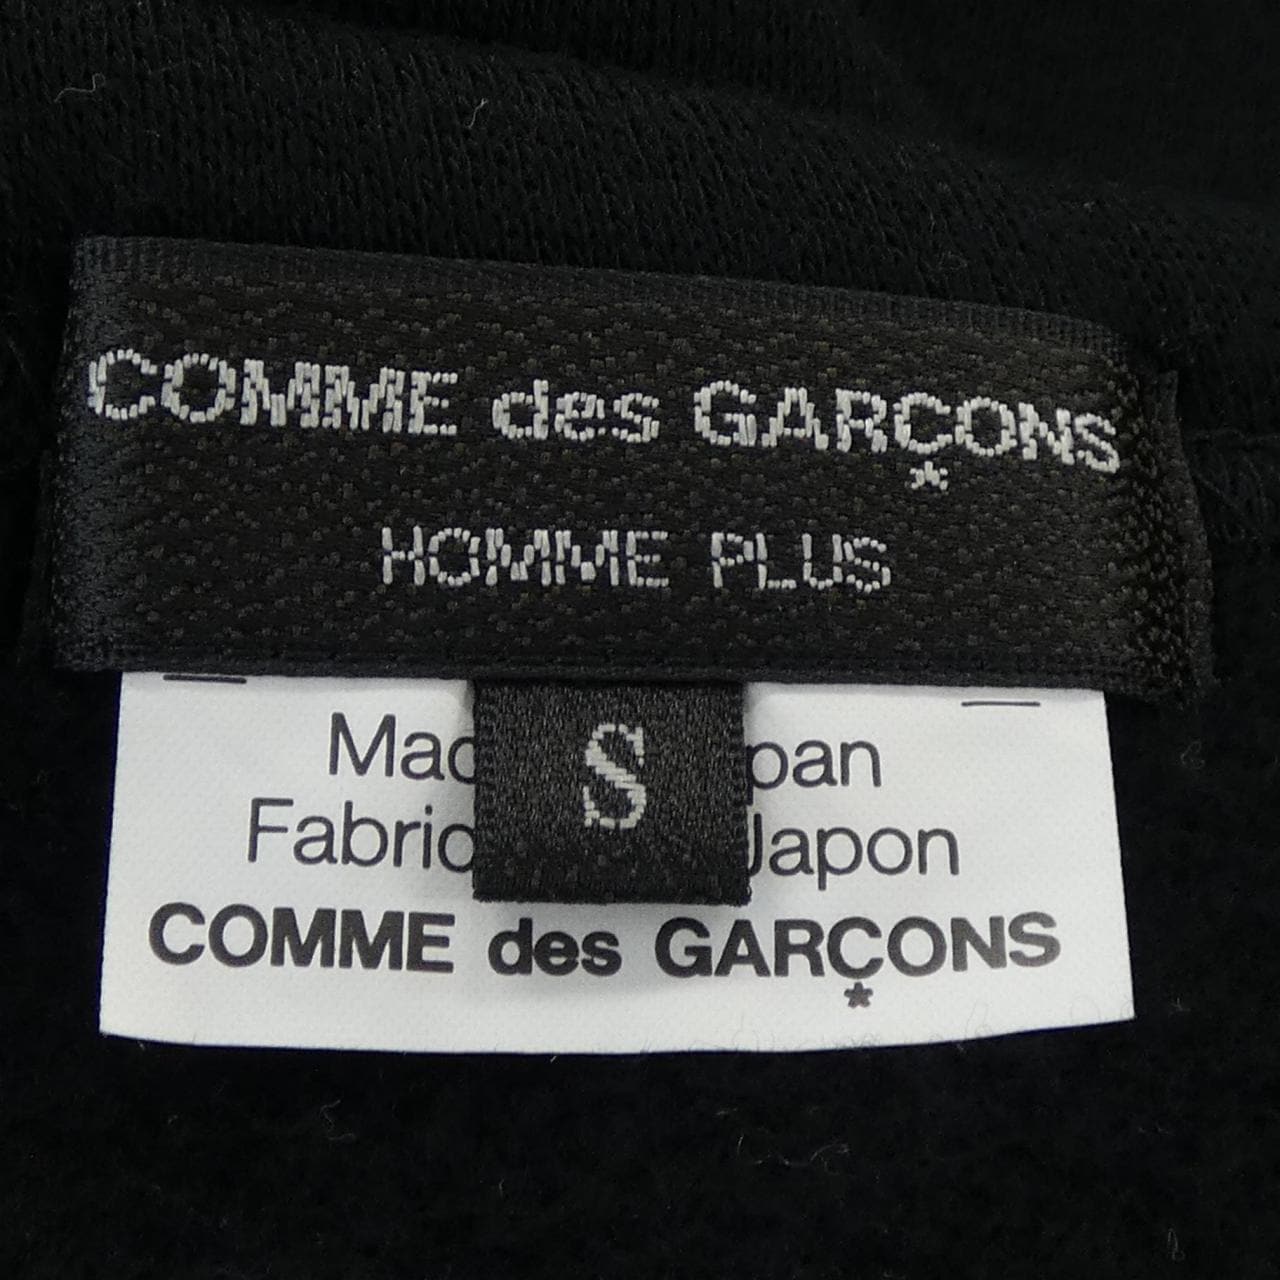 COMME des GARÇONS
HOMME PLUS
S
Mac pan
Fabric Japon
COMME des GARÇONS